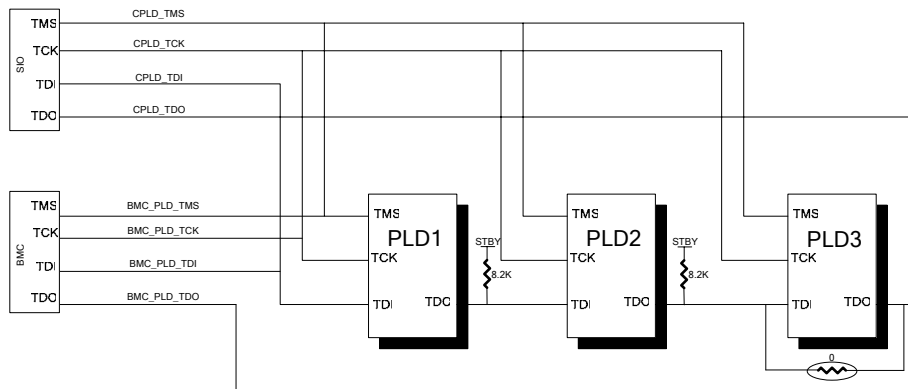 CPLD_TMS
TMS
CPLD_TCK
TCK
SIO
CPLD_TDI
TDI
CPLD_TDO
TDO
BMC_PLD_TMS
TMS
BMC_PLD_TCK
TCK
BMC
BMC_PLD_TDI
TDI
BMC_PLD_TDO
TDO
TMS
PLD1
TCK
TDI
TDO
STBY
8.2K
TMS
PLD2
TCK
TDI
TDO
STBY
8.2K
TMS
PLD3
TCK
TDI
TDO
0